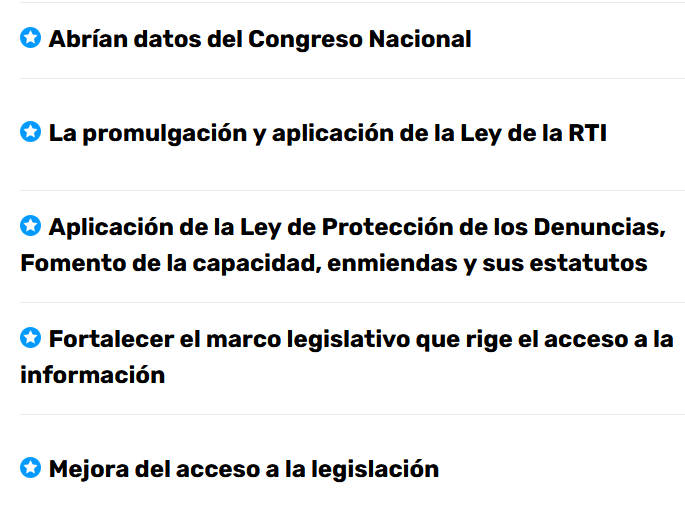 Abrían datos del Congreso Nacional
La promulgación y aplicación de la Ley de la RTI
Aplicación de la Ley de Protección de los Denuncias,
Fomento de la capacidad, enmiendas y sus estatutos
Fortalecer el marco legislativo que rige el acceso a la
información
Mejora del acceso a la legislación